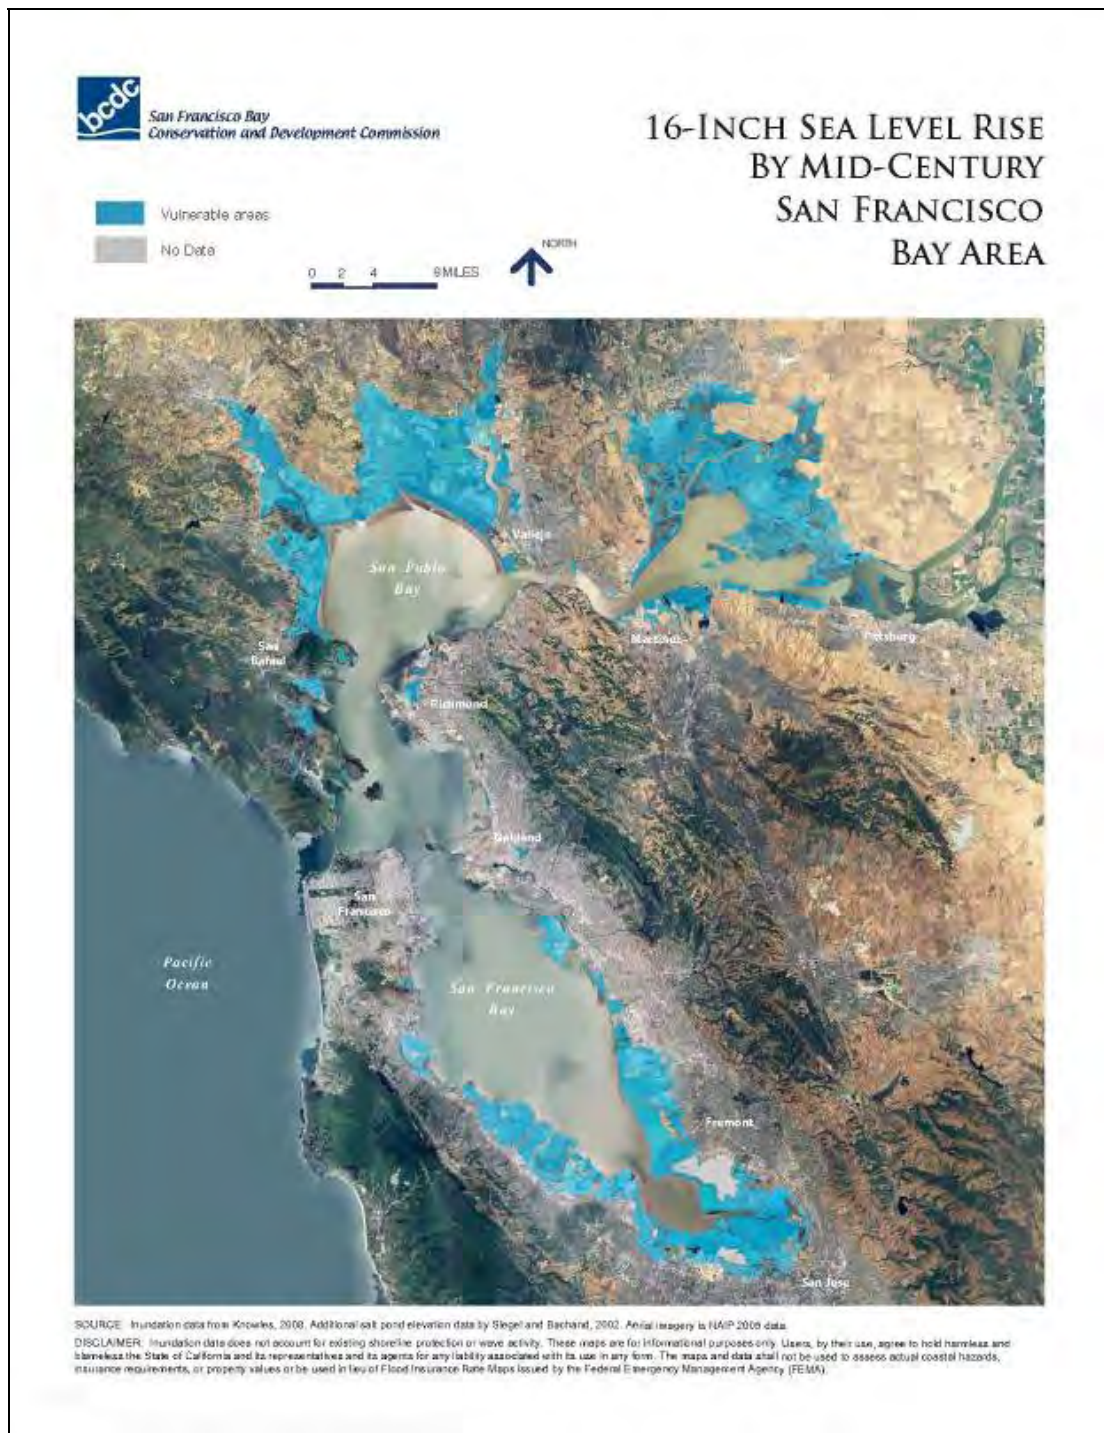 bcdc
San Francisco Bay
Conservation and Development Commission
16-INCH SEA LEVEL RISE
BY MID-CENTURY
SAN FRANCISCO
BAY AREA
Vulnerable areas
No Data
NORTH
0 2 4 8 MILES
Vallejo
San Pablo
Bay
San
Rafael
Martinez
Pittsburg
Richmond
Oakland
San
Francisco
Pacific
Ocean
San Francisco
Bay
Fremont
San Jose
SOURCE: Inundation data from Knowles, 2008. Additional salt pond elevation data by Siegel and Bachand, 2002. Aerial imagery is NAIP 2005 data.
DISCLAIMER: Inundation data does not account for existing shoreline protection or wave activity. These maps are for informational purposes only. Users, by their use, agree to hold harmless and
blameless the State of California and its representatives and its agents for any liability associated with its use in any form. The maps and data shall not be used to assess actual coastal hazards,
insurance requirements, or property values or be used in lieu of Flood Insurance Rate Maps issued by the Federal Emergency Management Agency (FEMA).